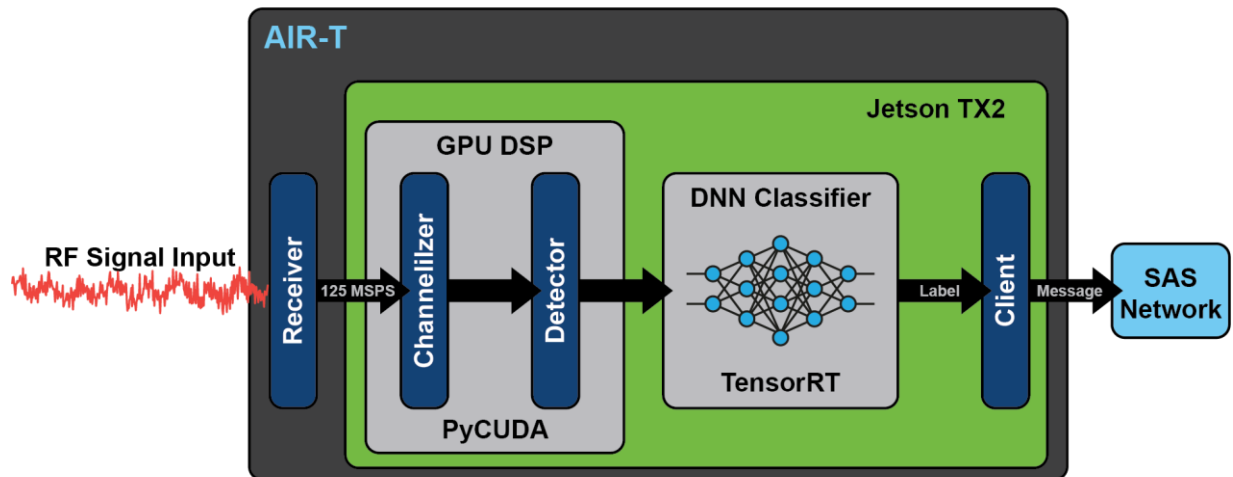 AIR-T
Jetson TX2
GPU DSP
DNN Classifier
RF Signal Input
Receiver
125 MSPS
Channelilzer
Detector
Label
Client
Message
SAS
Network
TensorRT
PyCUDA